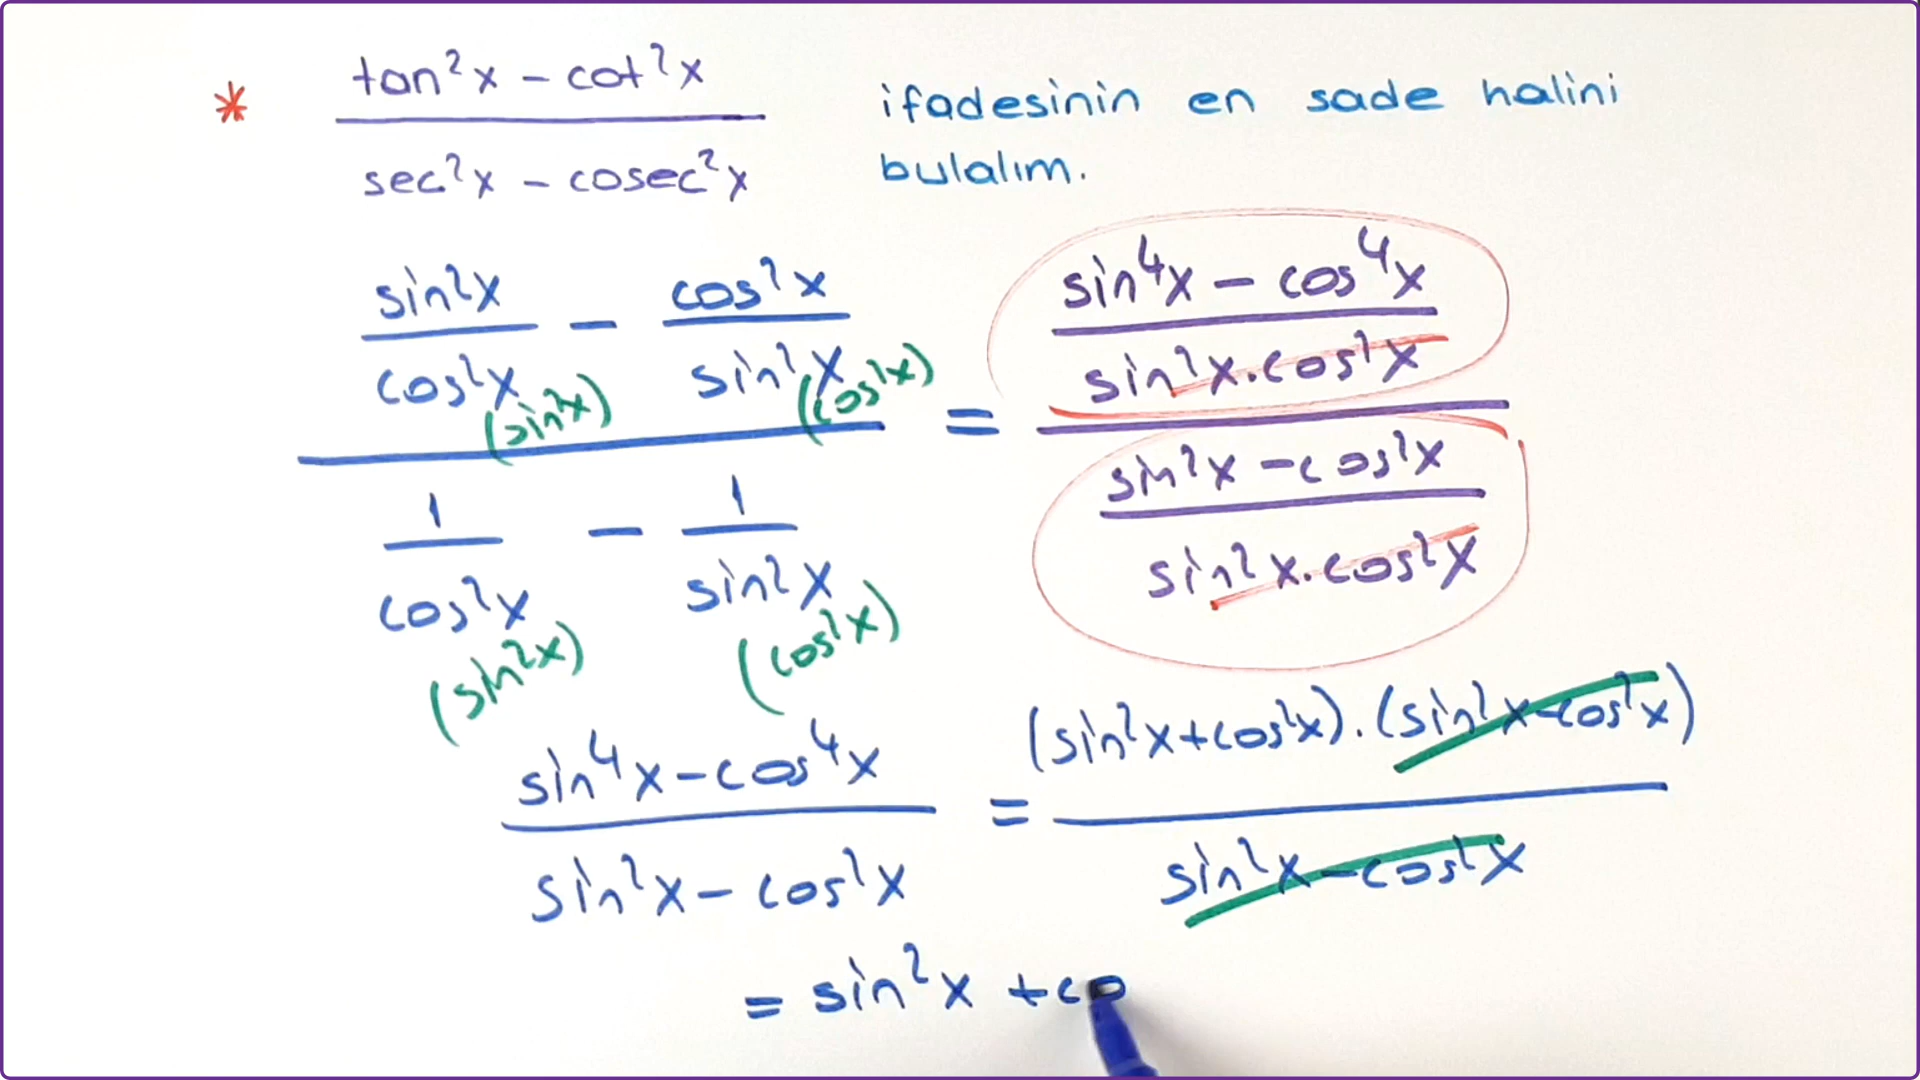 * tan²x - cot²x / sec²x - cosec²x ifadesinin en sade halini
bulalım.
sin²x / cos²x (sin²x) - cos²x / sin²x (cos²x) = sin⁴x - cos⁴x / sin²x.cos²x
1 / cos²x (sin²x) - 1 / sin²x (cos²x) sin²x - cos²x / sin²x.cos²x
sin⁴x - cos⁴x / sin²x - cos²x = (sin²x+cos²x).(sin²x-cos²x) / sin²x-cos²x
= sin²x + co